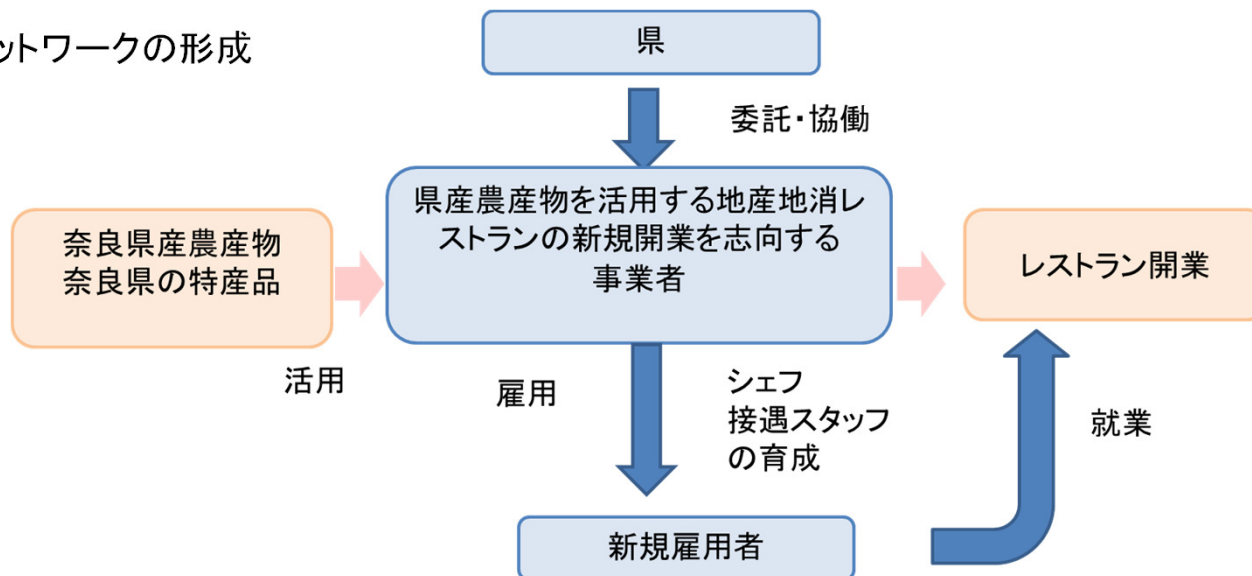 ットワークの形成
県
委託・協働
県産農産物を活用する地産地消レ
ストランの新規開業を志向する
事業者
奈良県産農産物
奈良県の特産品
レストラン開業
活用
雇用
シェフ
接遇スタッフ
の育成
就業
新規雇用者